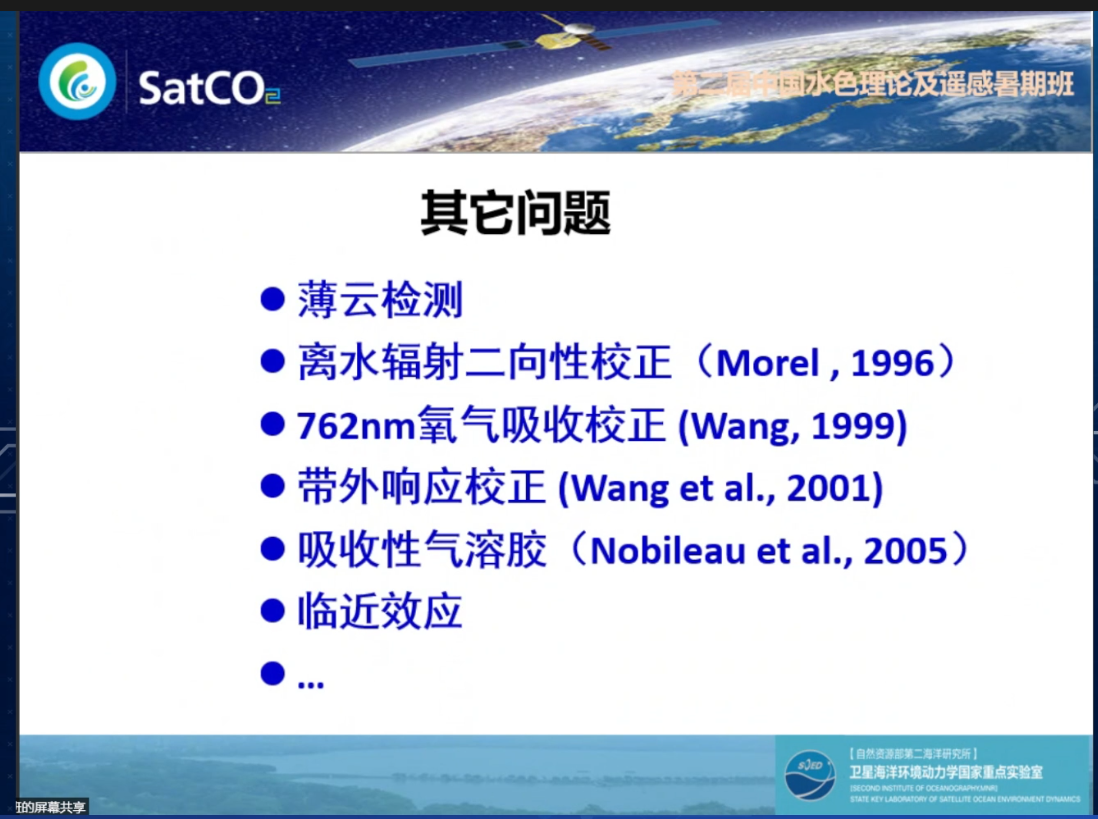 SatCO2
第二届中国水色理论及遥感暑期班
其它问题
薄云检测
离水辐射二向性校正（Morel , 1996）
762nm氧气吸收校正 (Wang, 1999)
带外响应校正 (Wang et al., 2001)
吸收性气溶胶（Nobileau et al., 2005）
临近效应
...
SJED
【自然资源部第二海洋研究所】
卫星海洋环境动力学国家重点实验室
[SECOND INSTITUTE OF OCEANOGRAPHY,MNR]
STATE KEY LABORATORY OF SATELLITE OCEAN ENVIRONMENT DYNAMICS
的屏幕共享